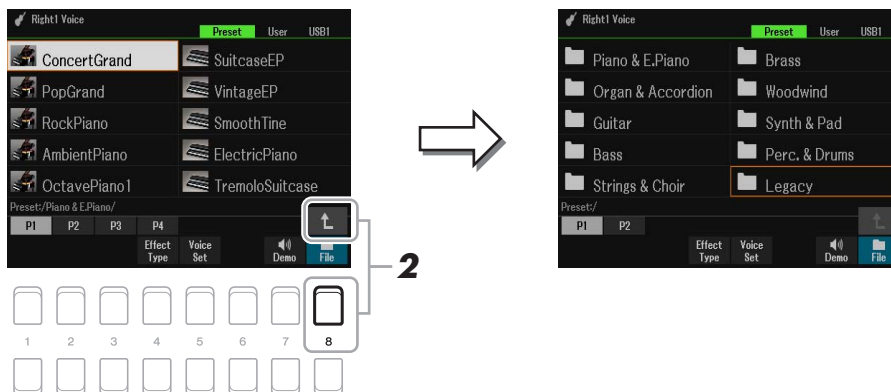 Right1 Voice
Preset User USB1
ConcertGrand SuitcaseEP
PopGrand VintageEP
RockPiano SmoothTine
AmbientPiano ElectricPiano
OctavePiano1 TremoloSuitcase
Preset:/Piano & E.Piano/
P1 P2 P3 P4
Effect Type Voice Set Demo File
2
1 2 3 4 5 6 7 8
Right1 Voice
Preset User USB1
Piano & E.Piano Brass
Organ & Accordion Woodwind
Guitar Synth & Pad
Bass Perc. & Drums
Strings & Choir Legacy
Preset:/
P1 P2
Effect Type Voice Set Demo File